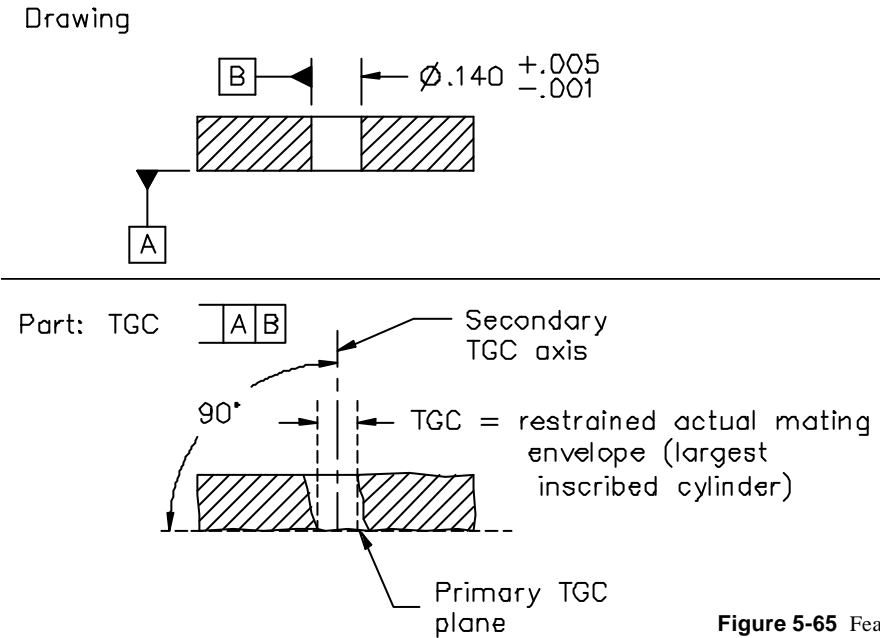 Drawing
B
Ø.140 +.005
-.001
A
Part: TGC A B
Secondary
TGC axis
90°
TGC = restrained actual mating
envelope (largest
inscribed cylinder)
Primary TGC
plane
Figure 5-65 Fea